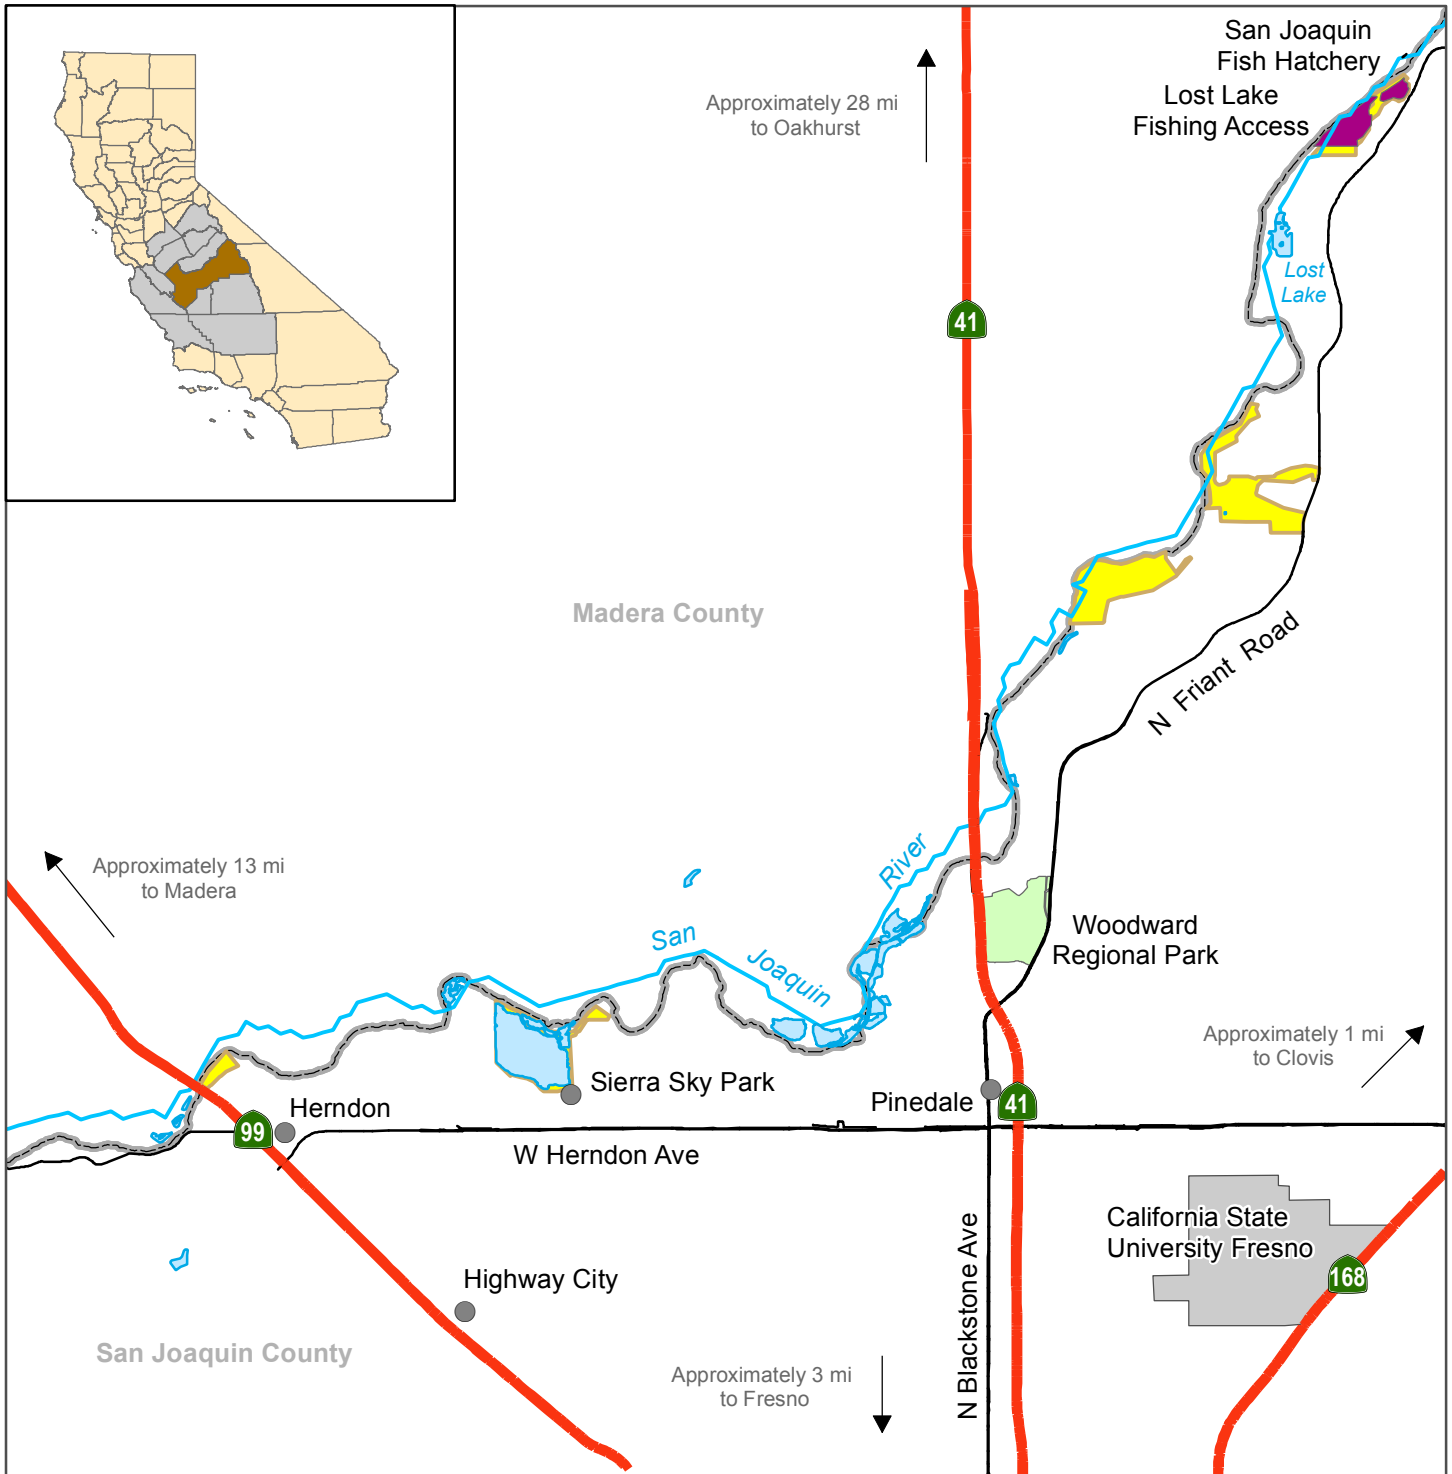 San Joaquin
Fish Hatchery
Lost Lake
Fishing Access
Approximately 28 mi
to Oakhurst
Lost
Lake
41
Madera County
N Friant Road
Approximately 13 mi
to Madera
River
San
Joaquin
Woodward
Regional Park
Approximately 1 mi
to Clovis
Sierra Sky Park
Pinedale
41
Herndon
99
W Herndon Ave
California State
University Fresno
168
Highway City
N Blackstone Ave
San Joaquin County
Approximately 3 mi
to Fresno